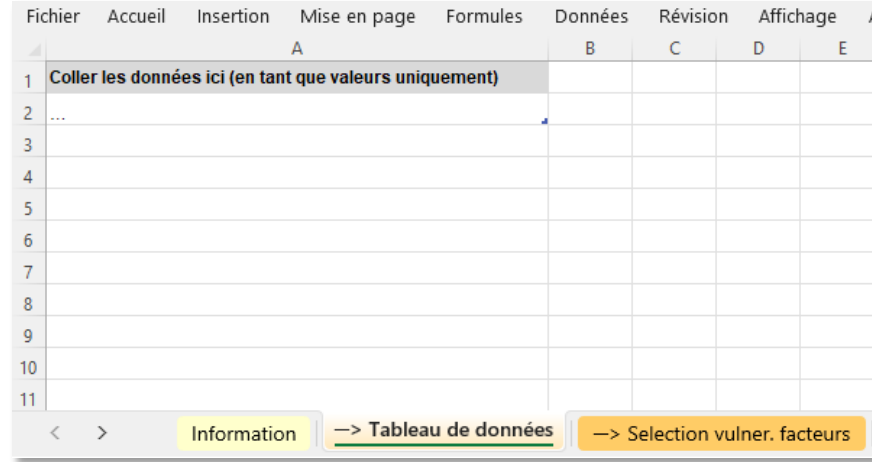 Fichier Accueil Insertion Mise en page Formules Données Révision Affichage
A B C D E
1 Coller les données ici (en tant que valeurs uniquement)
2 ...
3
4
5
6
7
8
9
10
11
< > Information —> Tableau de données —> Selection vulner. facteurs